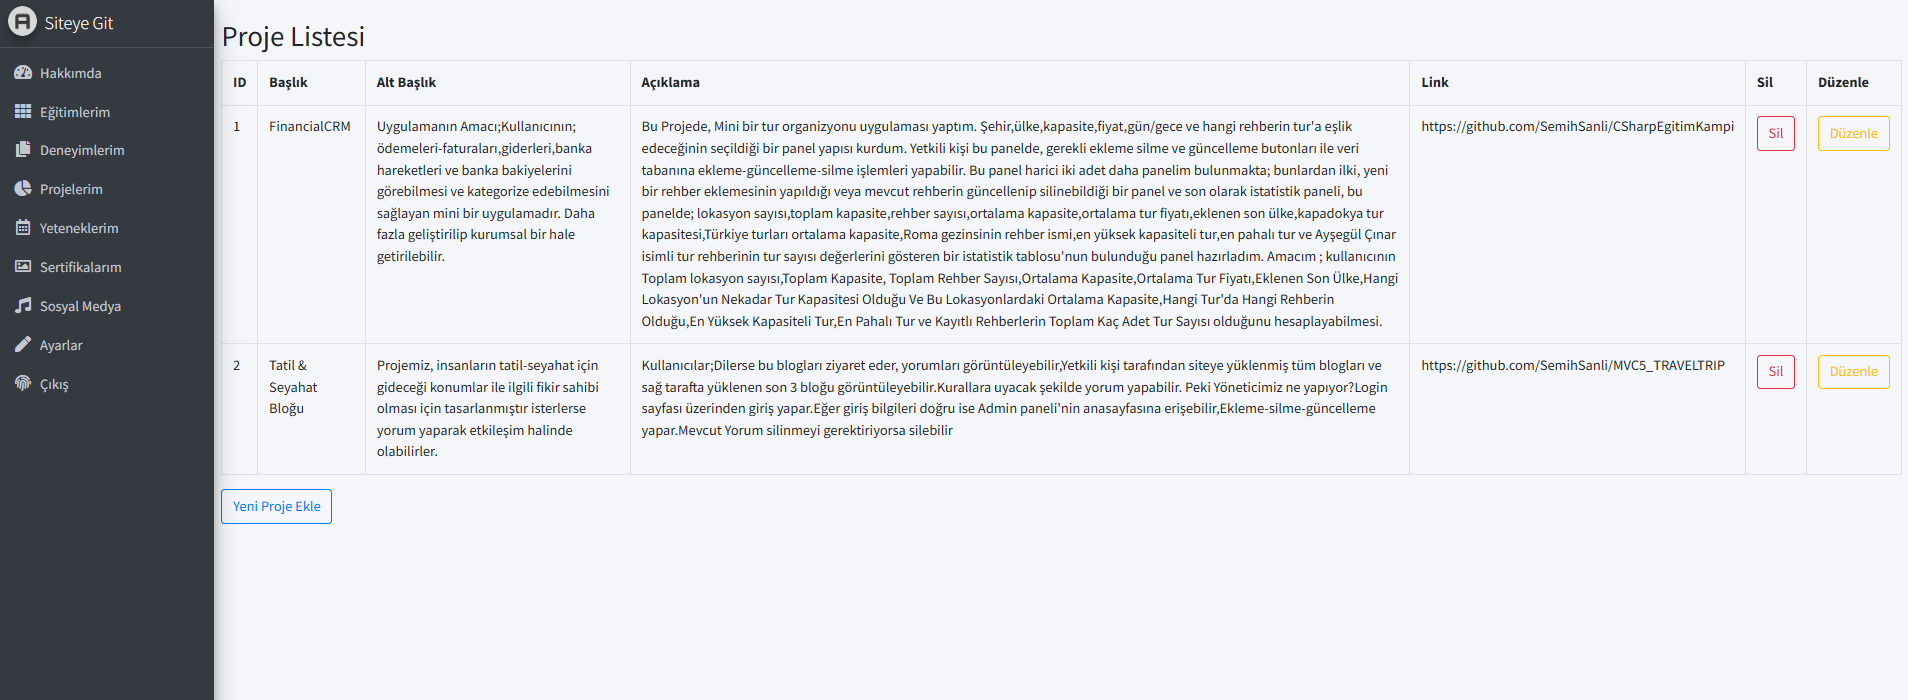 Siteye Git
Hakkımda
Eğitimlerim
Deneyimlerim
Projelerim
Yeteneklerim
Sertifikalarım
Sosyal Medya
Ayarlar
Çıkış
Proje Listesi
ID Başlık Alt Başlık Açıklama Link Sil Düzenle
1
FinancialCRM
Uygulamanın Amacı;Kullanıcının;
ödemeleri-faturaları,giderleri,banka
hareketleri ve banka bakiyelerini
görebilmesi ve kategorize edebilmesini
sağlayan mini bir uygulamadır. Daha
fazla geliştirilip kurumsal bir hale
getirilebilir.
Bu Projede, Mini bir tur organizyonu uygulaması yaptım. Şehir,ülke,kapasite,fiyat,gün/gece ve hangi rehberin tur'a eşlik
edeceğinin seçildiği bir panel yapısı kurdum. Yetkili kişi bu panelde, gerekli ekleme silme ve güncelleme butonları ile veri
tabanına ekleme-güncelleme-silme işlemleri yapabilir. Bu panel harici iki adet daha panelim bulunmakta; bunlardan ilki, yeni
bir rehber eklemesinin yapıldığı veya mevcut rehberin güncellenip silinebildiği bir panel ve son olarak istatistik paneli, bu
panelde; lokasyon sayısı,toplam kapasite,rehber sayısı,ortalama kapasite,ortalama tur fiyatı,eklenen son ülke,kapadokya tur
kapasitesi,Türkiye turları ortalama kapasite,Roma gezinsinin rehber ismi,en yüksek kapasiteli tur,en pahalı tur ve Ayşegül Çınar
isimli tur rehberinin tur sayısı değerlerini gösteren bir istatistik tablosu'nun bulunduğu panel hazırladım. Amacım ; kullanıcının
Toplam lokasyon sayısı,Toplam Kapasite, Toplam Rehber Sayısı,Ortalama Kapasite,Ortalama Tur Fiyatı,Eklenen Son Ülke,Hangi
Lokasyon'un Nekadar Tur Kapasitesi Olduğu Ve Bu Lokasyonlardaki Ortalama Kapasite,Hangi Tur'da Hangi Rehberin
Olduğu,En Yüksek Kapasiteli Tur,En Pahalı Tur ve Kayıtlı Rehberlerin Toplam Kaç Adet Tur Sayısı olduğunu hesaplayabilmesi.
https://github.com/SemihSanli/CSharpEgitimKampi
Sil
Düzenle
2
Tatil &
Seyahat
Bloğu
Projemiz, insanların tatil-seyahat için
gideceği konumlar ile ilgili fikir sahibi
olması için tasarlanmıştır isterlerse
yorum yaparak etkileşim halinde
olabilirler.
Kullanıcılar;Dilerse bu blogları ziyaret eder, yorumları görüntüleyebilir,Yetkili kişi tarafından siteye yüklenmiş tüm blogları ve
sağ tarafta yüklenen son 3 bloğu görüntüleyebilir.Kurallara uyacak şekilde yorum yapabilir. Peki Yöneticimiz ne yapıyor?Login
sayfası üzerinden giriş yapar.Eğer giriş bilgileri doğru ise Admin paneli'nin anasayfasına erişebilir,Ekleme-silme-güncelleme
yapar.Mevcut Yorum silinmeyi gerektiriyorsa silebilir
https://github.com/SemihSanli/MVC5_TRAVELTRIP
Sil
Düzenle
Yeni Proje Ekle